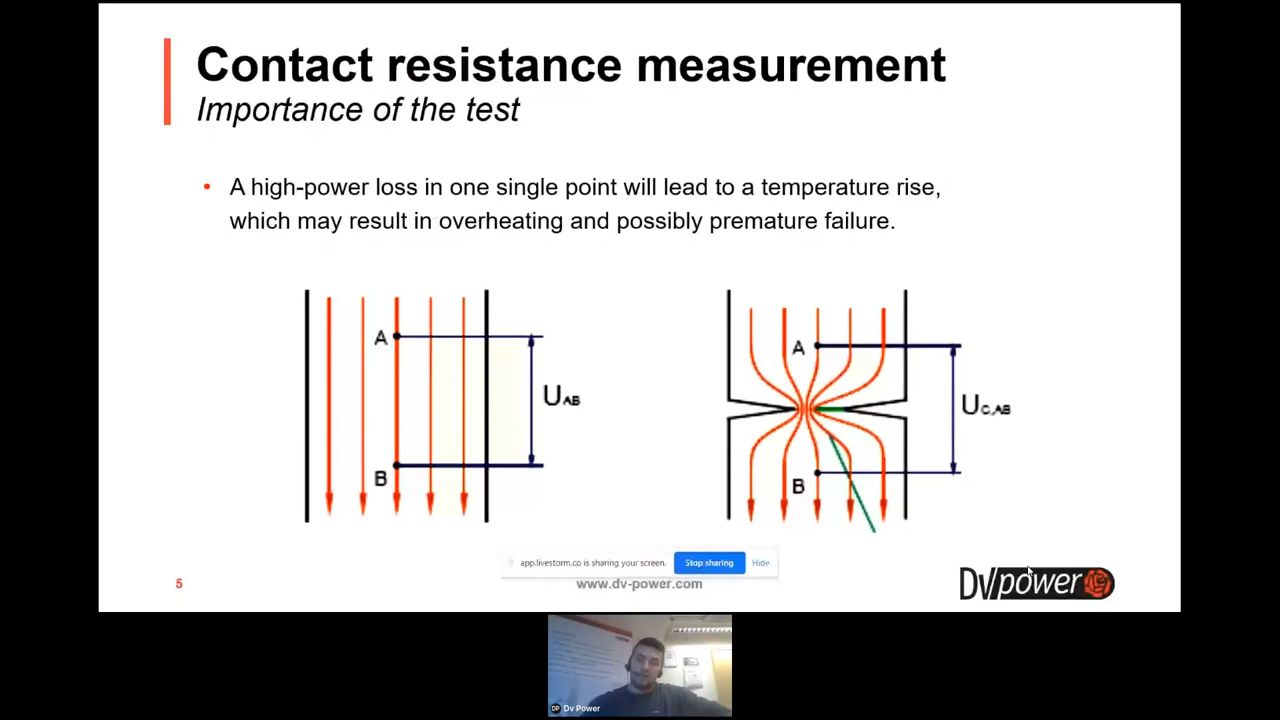 Contact resistance measurement
Importance of the test
• A high-power loss in one single point will lead to a temperature rise,
which may result in overheating and possibly premature failure.
A
B
U AB
A
B
U C,AB
app.livestorm.co is sharing your screen.
Stop sharing
Hide
5
www.dv-power.com
DV/power
DP
Dv Power